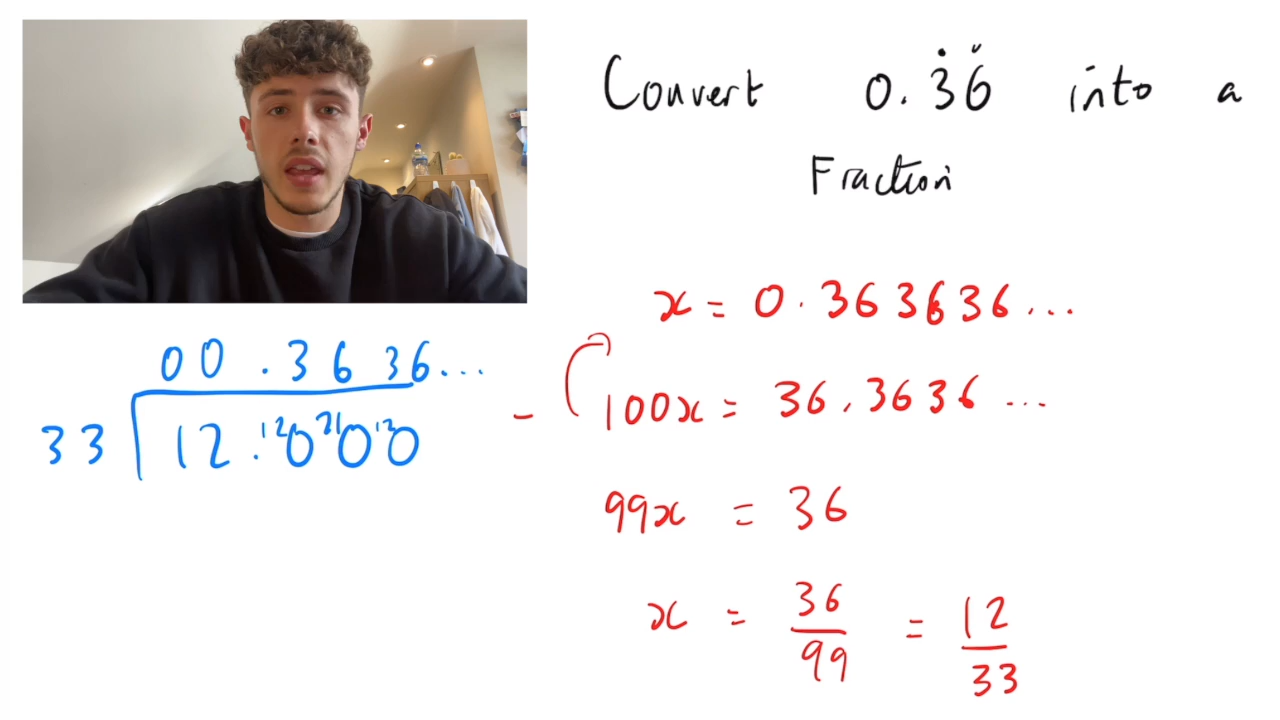 Convert 0.3̇6̇ into a
Fraction
x = 0.363636...
100x = 36.3636...
-
99x = 36
x = 36/99 = 12/33
00.3636...
33 12.¹²0²¹0¹²0